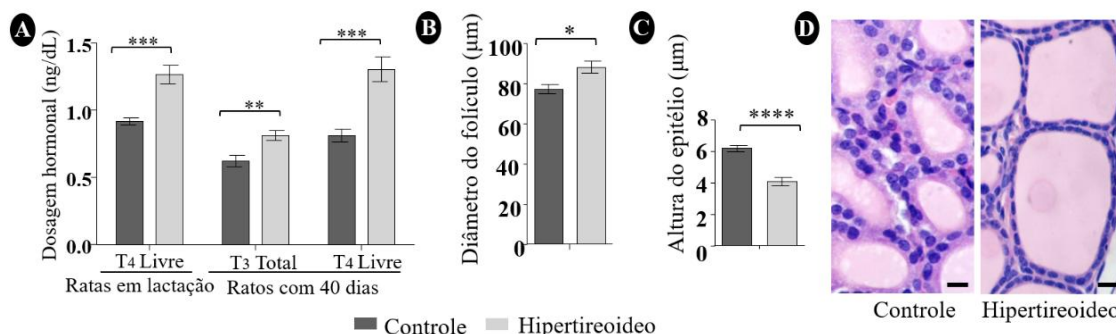 A
Dosagem hormonal (ng/dL)
1.5
1.0
0.5
1.0
***
**
***
T4 Livre
T3 Total
T4 Livre
Ratas em lactação
Ratos com 40 dias
B
Diâmetro do folículo (µm)
100
80
60
40
20
0
*
C
Altura do epitélio (µm)
8
6
4
2
0
****
D
Controle
Hipertireoideo
Controle
Hipertireoideo